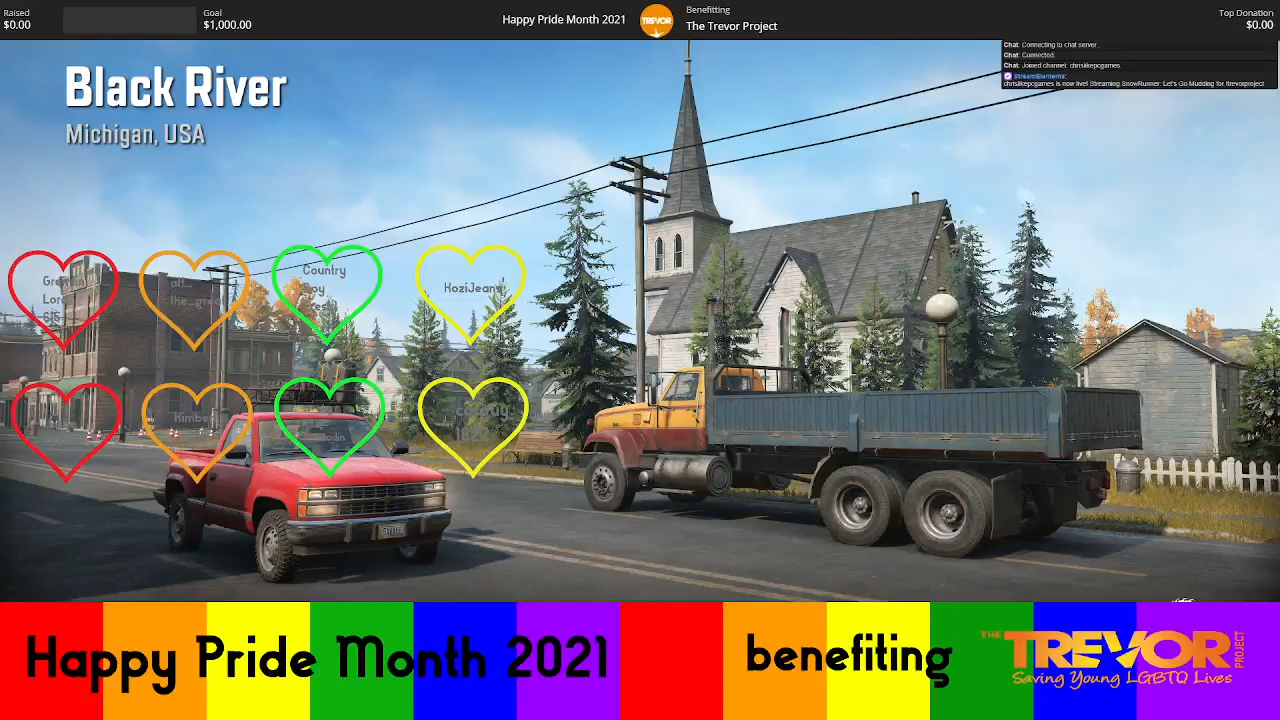 Raised
$0.00
Goal
$1,000.00
Happy Pride Month 2021
TREVOR
Benefitting
The Trevor Project
Top Donation
$0.00
Chat: Connecting to chat server.
Chat: Connected.
Chat: Joined channel: chrislikepcgames.
StreamElements:
chrislikepcgames is now live! Streaming SnowRunner: Let's Go Mudding for !trevorproject
Black River
Michigan, USA
Country
KoziJeans
Happy Pride Month 2021
benefiting
THE
TREVOR
PROJECT
Saving Young LGBTQ Lives